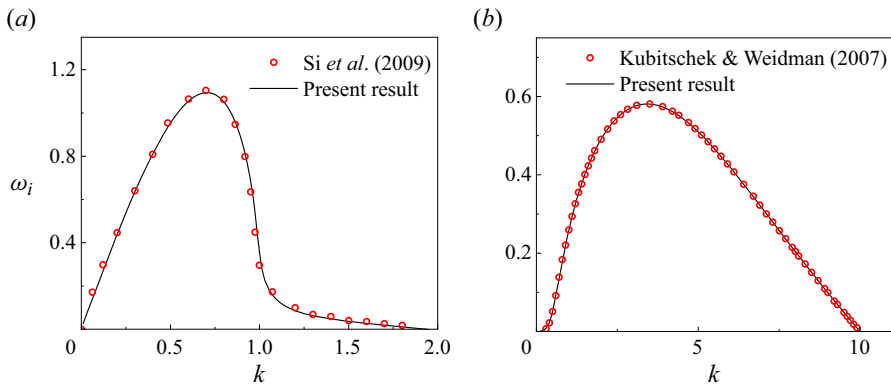 (a)
Si et al. (2009)
Present result
1.2
0.8
0.4
ωi
0
0.5
1.0
1.5
2.0
k
(b)
Kubitschek & Weidman (2007)
Present result
0.6
0.4
0.2
0
5
10
k